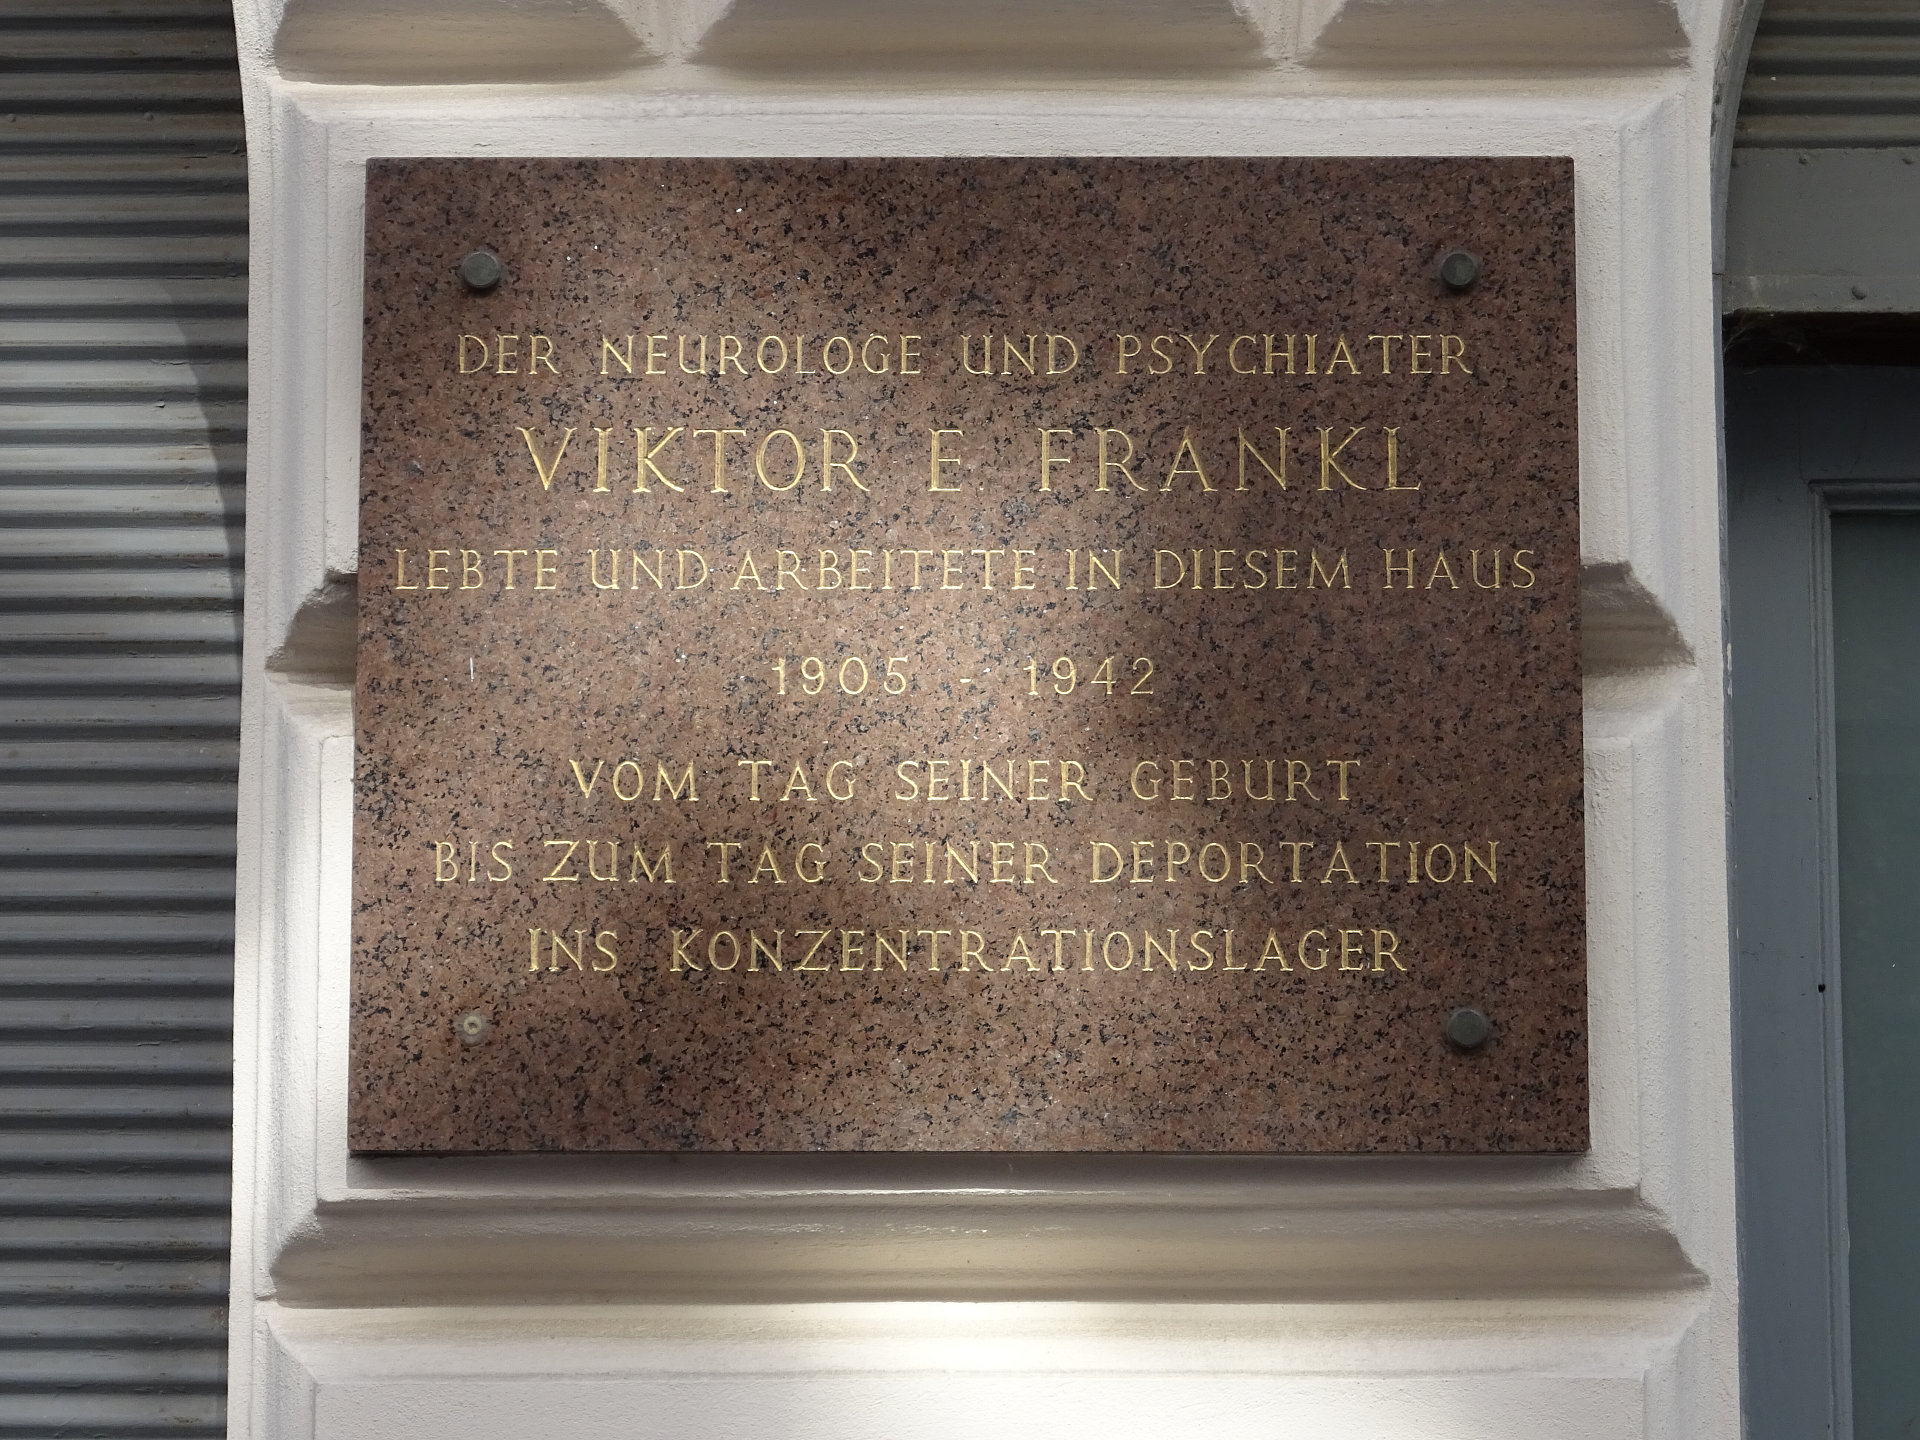 DER NEUROLOGE UND PSYCHIATER
VIKTOR E FRANKL
LEBTE UND ARBEITETE IN DIESEM HAUS
1905 - 1942
VOM TAG SEINER GEBURT
BIS ZUM TAG SEINER DEPORTATION
INS KONZENTRATIONSLAGER